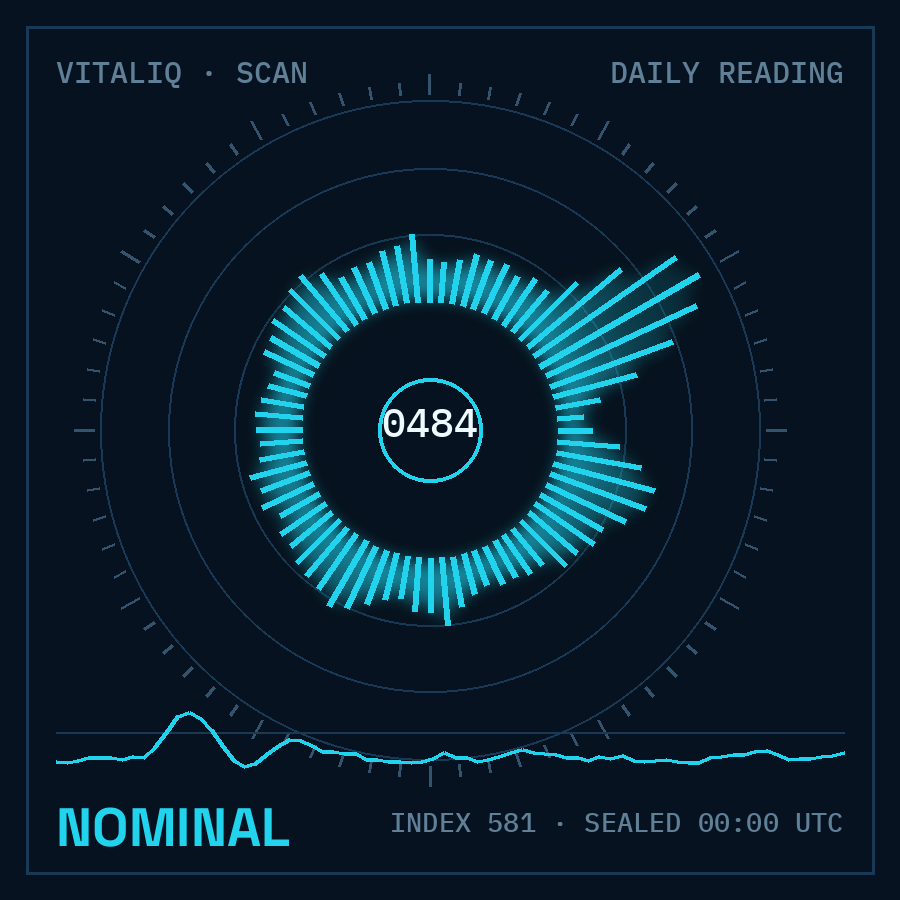 VITALIQ · SCAN
DAILY READING
0484
NOMINAL
INDEX 581 · SEALED 00:00 UTC